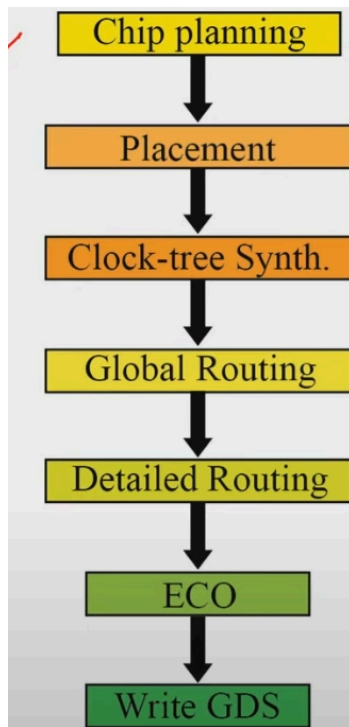 Chip planning
Placement
Clock-tree Synth.
Global Routing
Detailed Routing
ECO
Write GDS